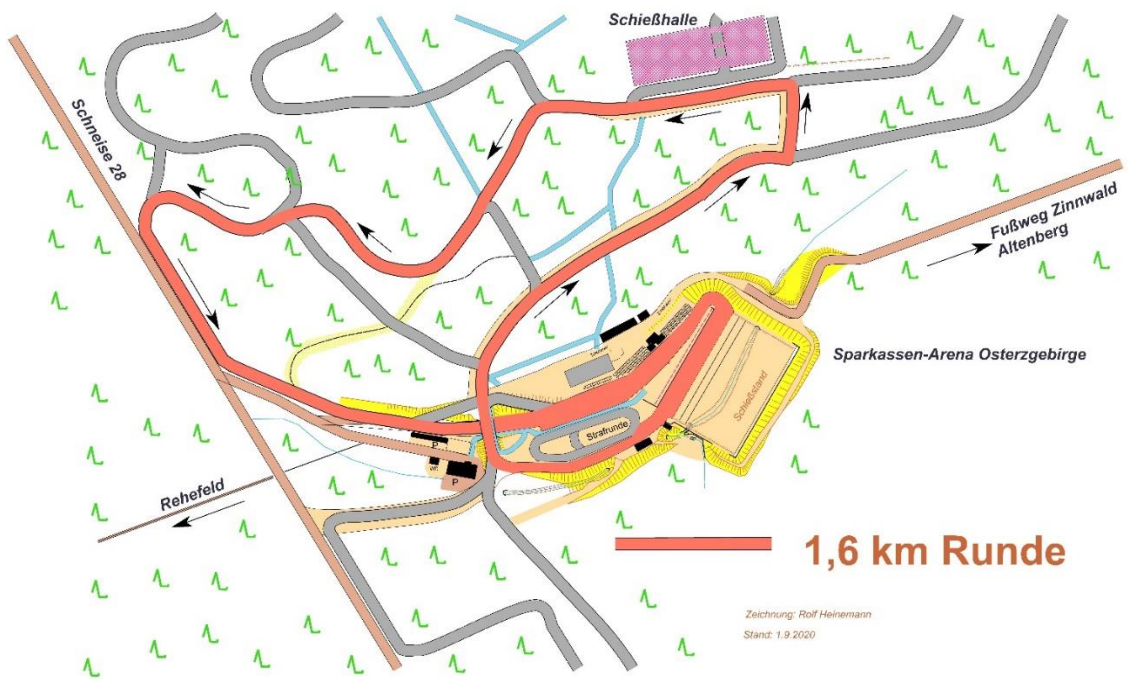 Schießhalle
Schneise 28
Fußweg Zinnwald
Altenberg
Sparkassen-Arena Osterzgebirge
Schießstand
Strafrunde
P
P
Rehefeld
1,6 km Runde
Zeichnung: Rolf Heinemann
Stand: 1.9.2020